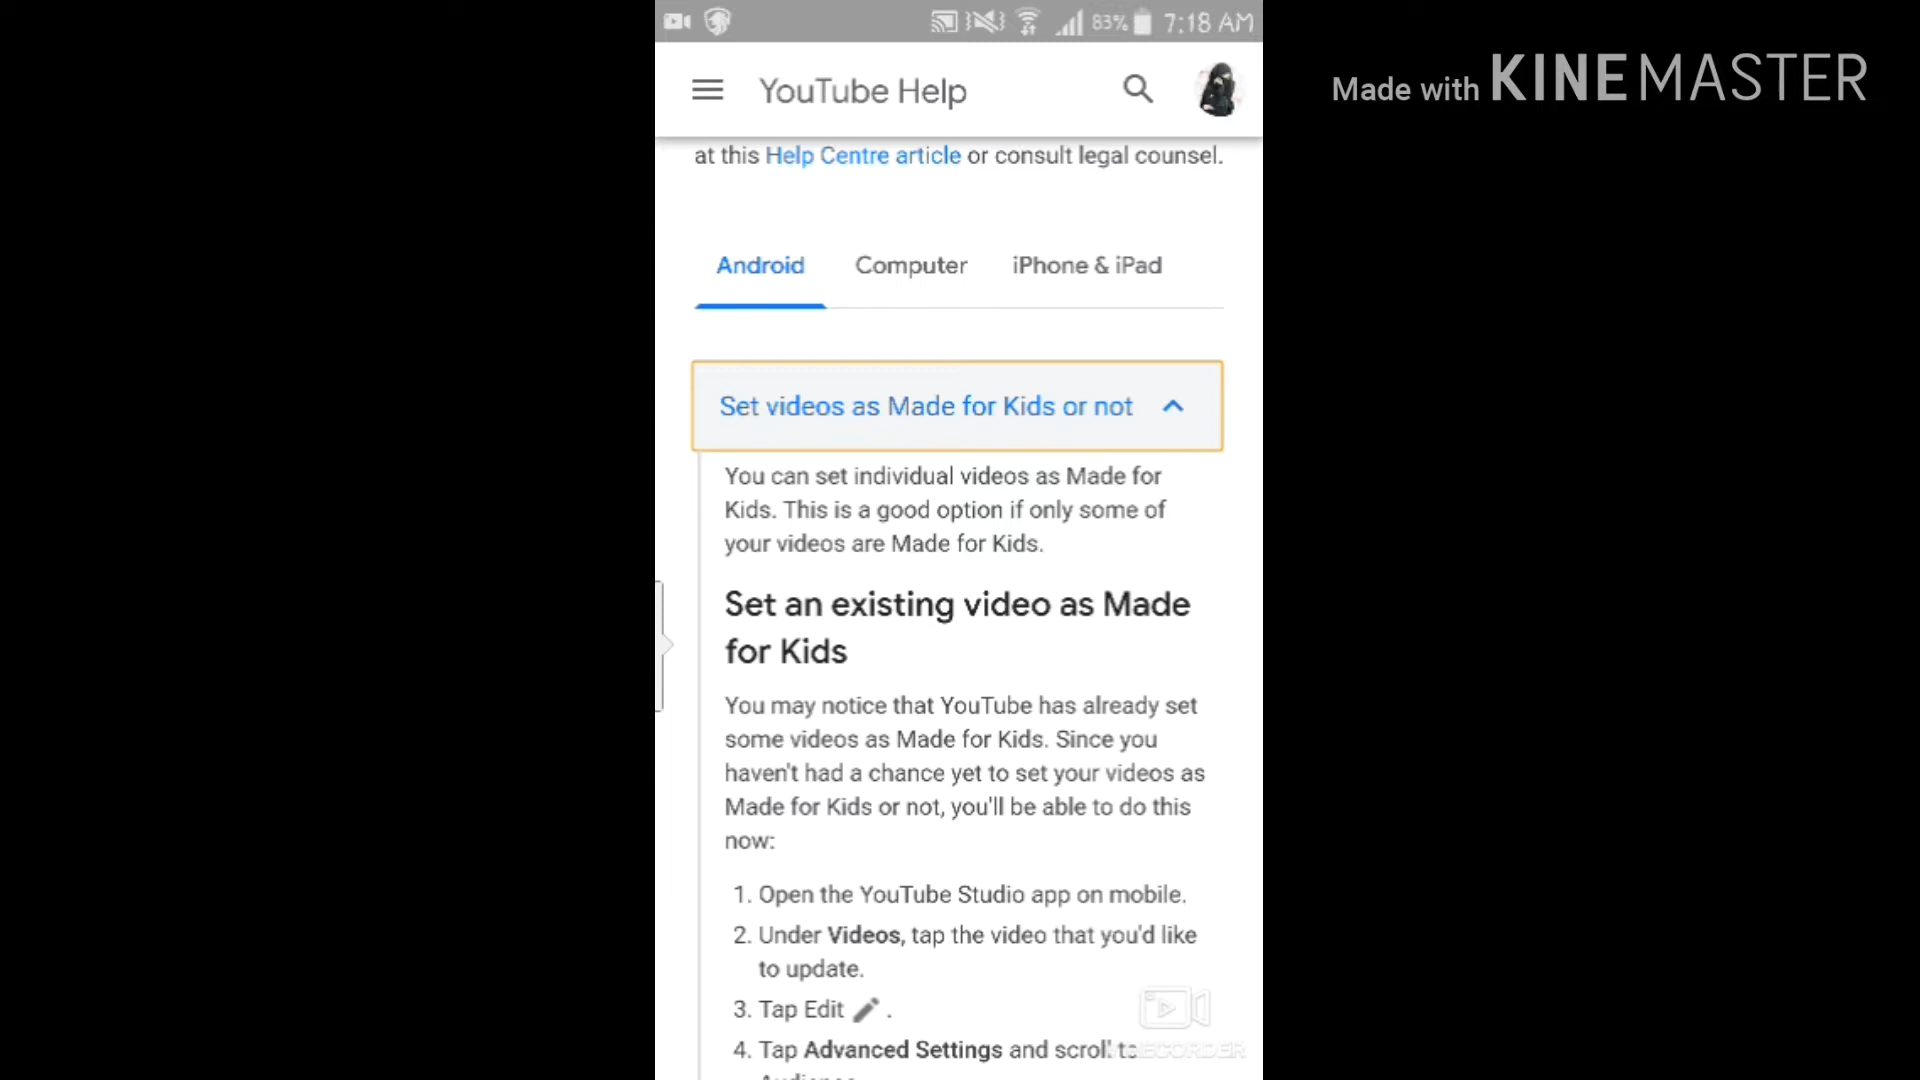 83% 7:18 AM
Made with KINEMASTER
YouTube Help
at this Help Centre article or consult legal counsel.
Android Computer iPhone & iPad
Set videos as Made for Kids or not
You can set individual videos as Made for
Kids. This is a good option if only some of
your videos are Made for Kids.
Set an existing video as Made
for Kids
You may notice that YouTube has already set
some videos as Made for Kids. Since you
haven't had a chance yet to set your videos as
Made for Kids or not, you'll be able to do this
now:
1. Open the YouTube Studio app on mobile.
2. Under Videos, tap the video that you'd like
to update.
3. Tap Edit .
4. Tap Advanced Settings and scroll to